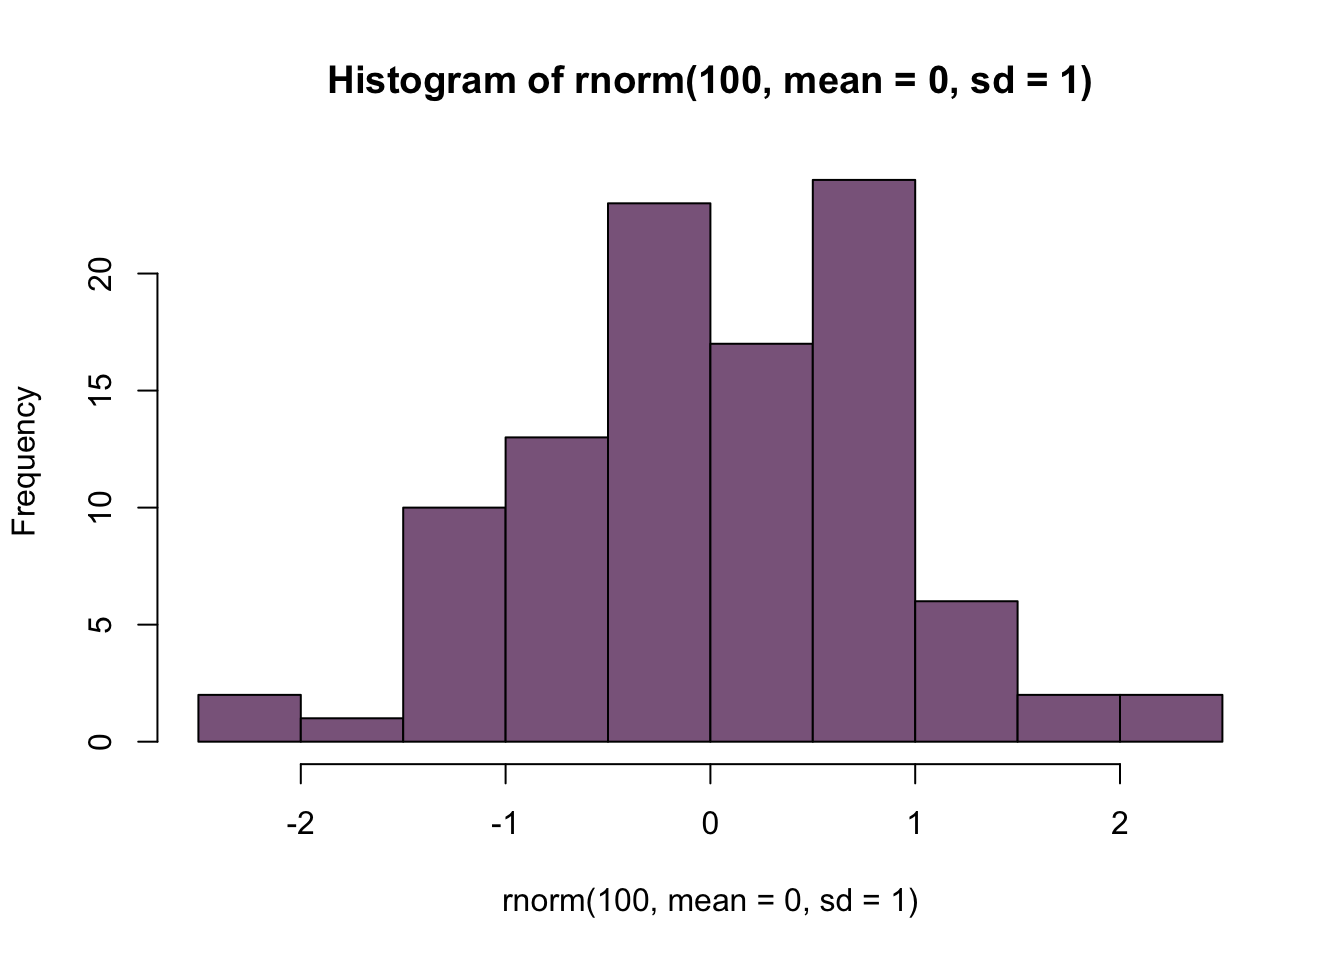 Histogram of rnorm(100, mean = 0, sd = 1)
Frequency
20
15
10
5
0
-2 -1 0 1 2
rnorm(100, mean = 0, sd = 1)